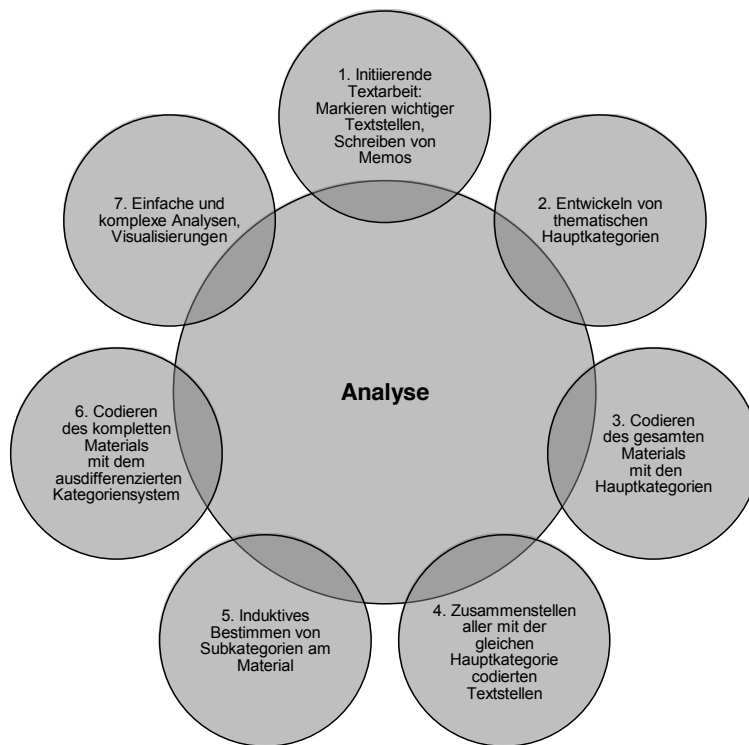 1. Initiierende
Textarbeit:
Markieren wichtiger
Textstellen,
Schreiben von
Memos
2. Entwickeln von
thematischen
Hauptkategorien
3. Codieren
des gesamten
Materials
mit den
Hauptkategorien
4. Zusammenstellen
aller mit der
gleichen
Hauptkategorie
codierten
Textstellen
5. Induktives
Bestimmen von
Subkategorien am
Material
6. Codieren
des kompletten
Materials
mit dem
ausdifferenzierten
Kategoriensystem
7. Einfache und
komplexe Analysen,
Visualisierungen
Analyse